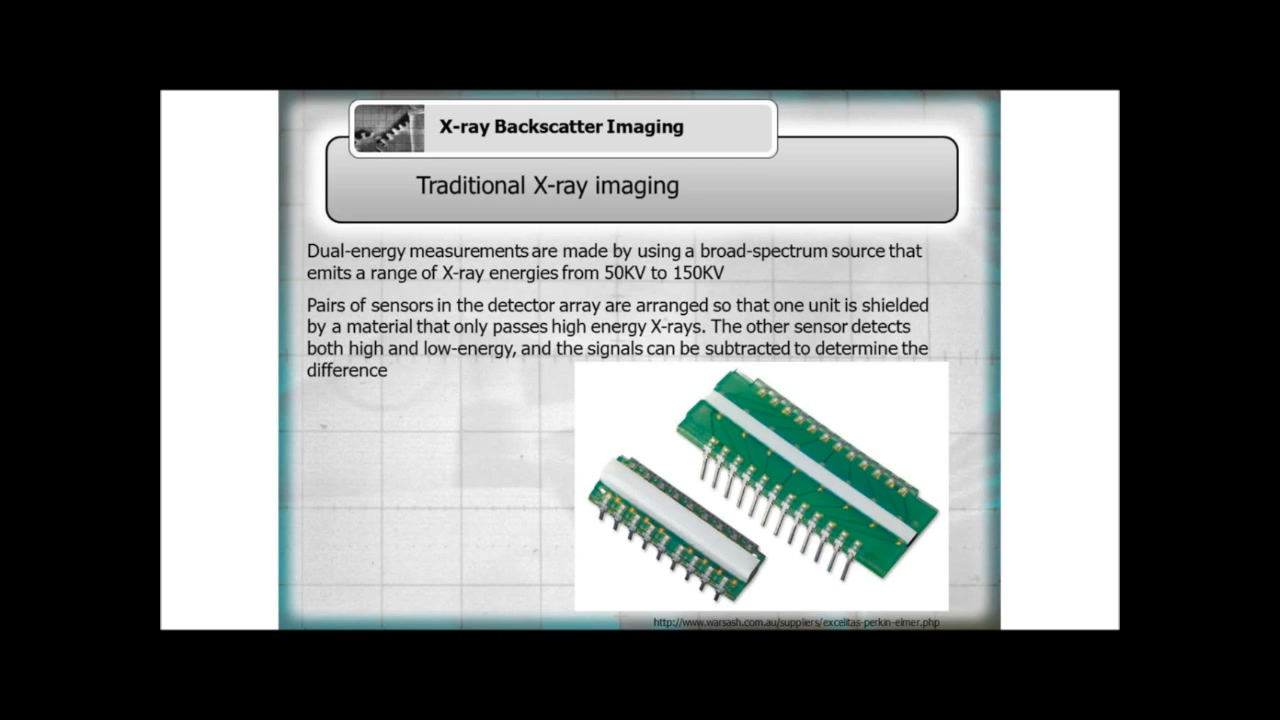 X-ray Backscatter Imaging
Traditional X-ray imaging
Dual-energy measurements are made by using a broad-spectrum source that
emits a range of X-ray energies from 50KV to 150KV
Pairs of sensors in the detector array are arranged so that one unit is shielded
by a material that only passes high energy X-rays. The other sensor detects
both high and low-energy, and the signals can be subtracted to determine the
difference
http://www.warsash.com.au/suppliers/excelitas-perkin-elmer.php